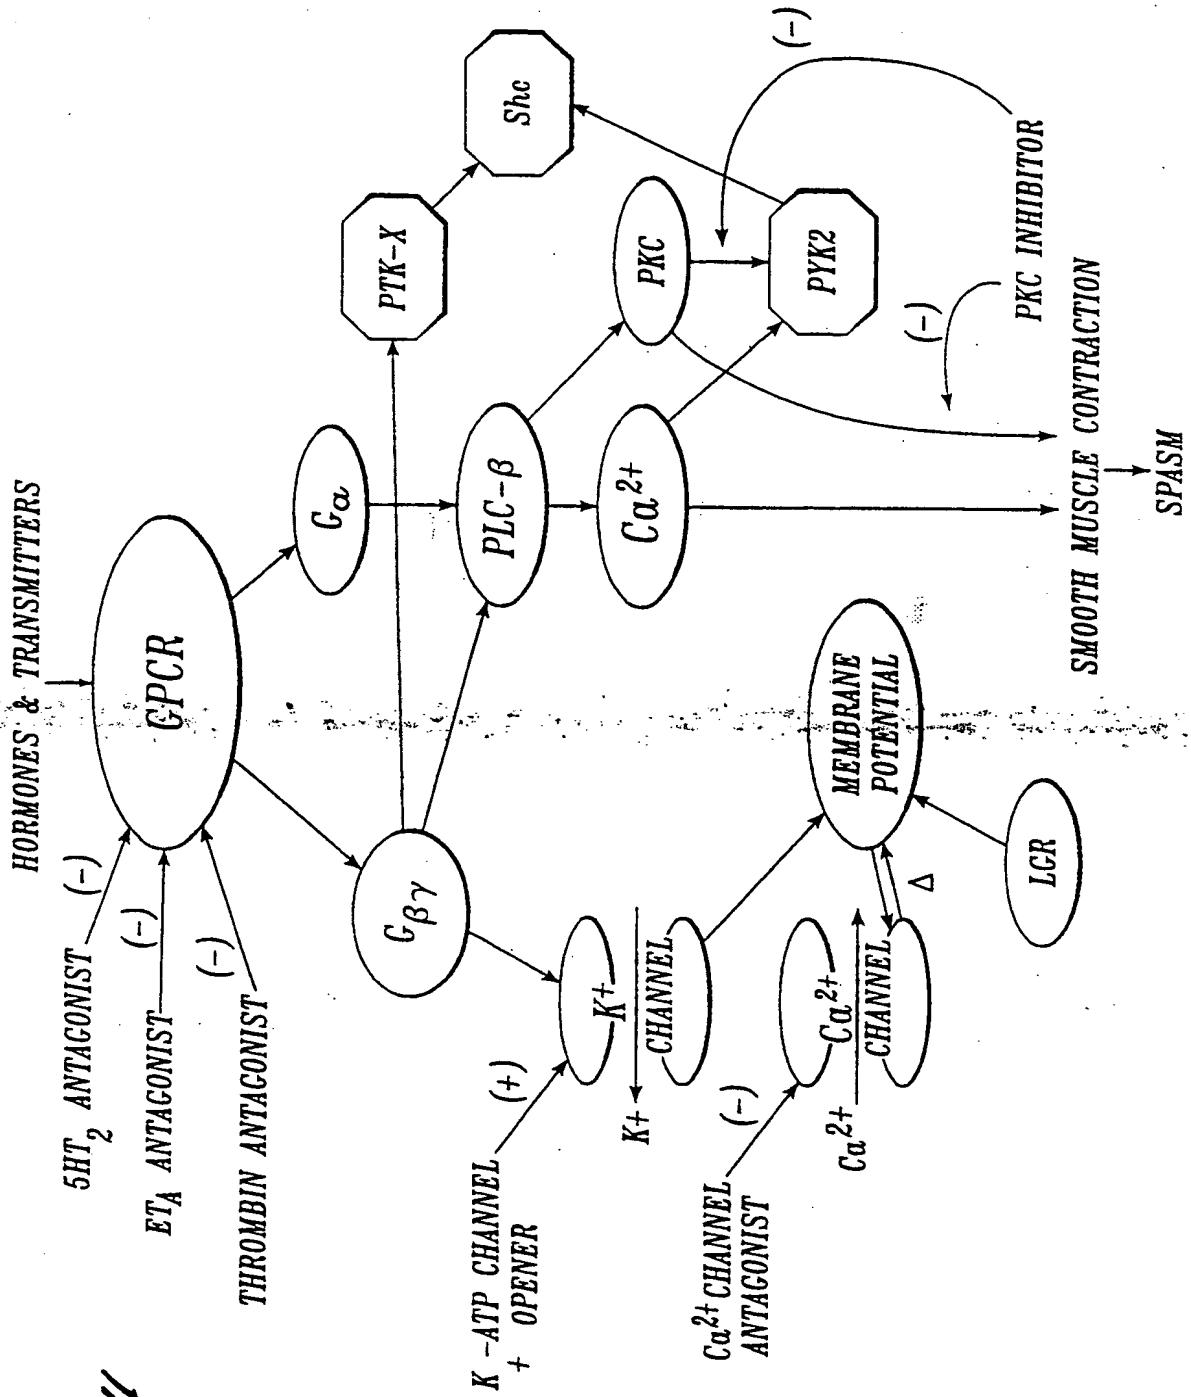 HORMONES & TRANSMITTERS
5HT2 ANTAGONIST
(-)
ETA ANTAGONIST
(-)
THROMBIN ANTAGONIST
(-)
GPCR
Gα
Gβγ
PTK-X
Shc
PLC-β
PKC
Ca2+
PYK2
(-)
(-)
PKC INHIBITOR
K -ATP CHANNEL
+ OPENER
(+)
K+
CHANNEL
K+
Ca2+ CHANNEL
ANTAGONIST
(-)
Ca2+
CHANNEL
Ca2+
Δ
MEMBRANE
POTENTIAL
LGR
SMOOTH MUSCLE CONTRACTION
SPASM